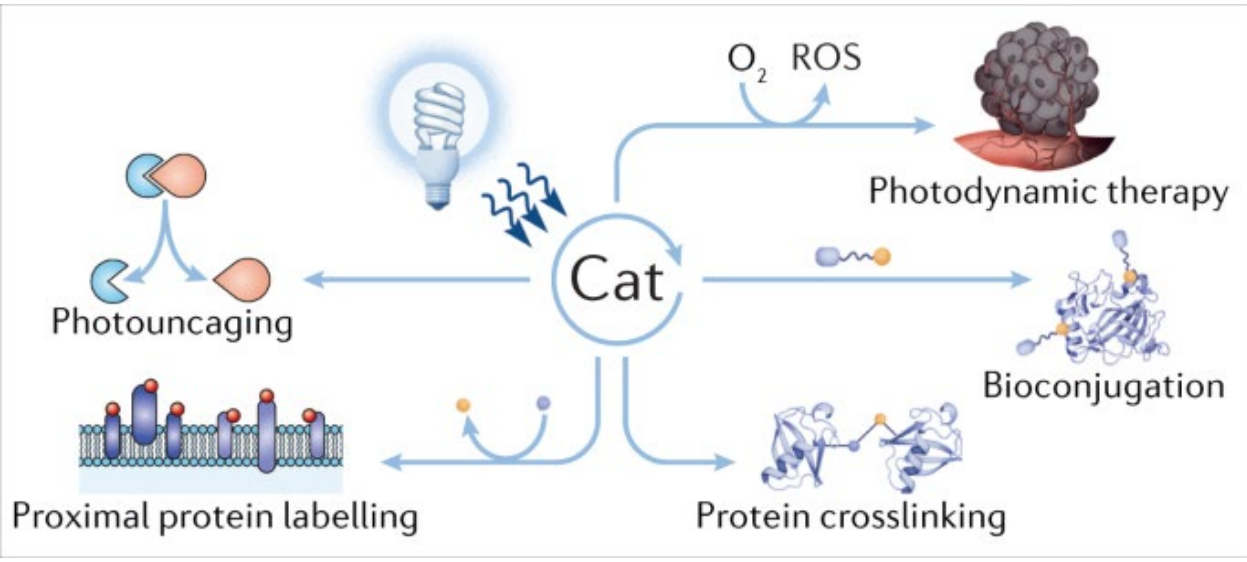 O₂ ROS
Photodynamic therapy
Cat
Photouncaging
Bioconjugation
Proximal protein labelling
Protein crosslinking